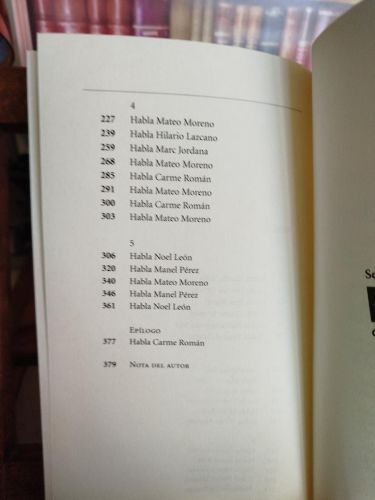 4
227 Habla Mateo Moreno
239 Habla Hilario Lazcano
259 Habla Marc Jordana
268 Habla Mateo Moreno
285 Habla Carme Román
291 Habla Mateo Moreno
300 Habla Carme Román
303 Habla Mateo Moreno
5
306 Habla Noel León
320 Habla Manel Pérez
340 Habla Mateo Moreno
346 Habla Manel Pérez
361 Habla Noel León
Epílogo
377 Habla Carme Román
379 Nota del autor